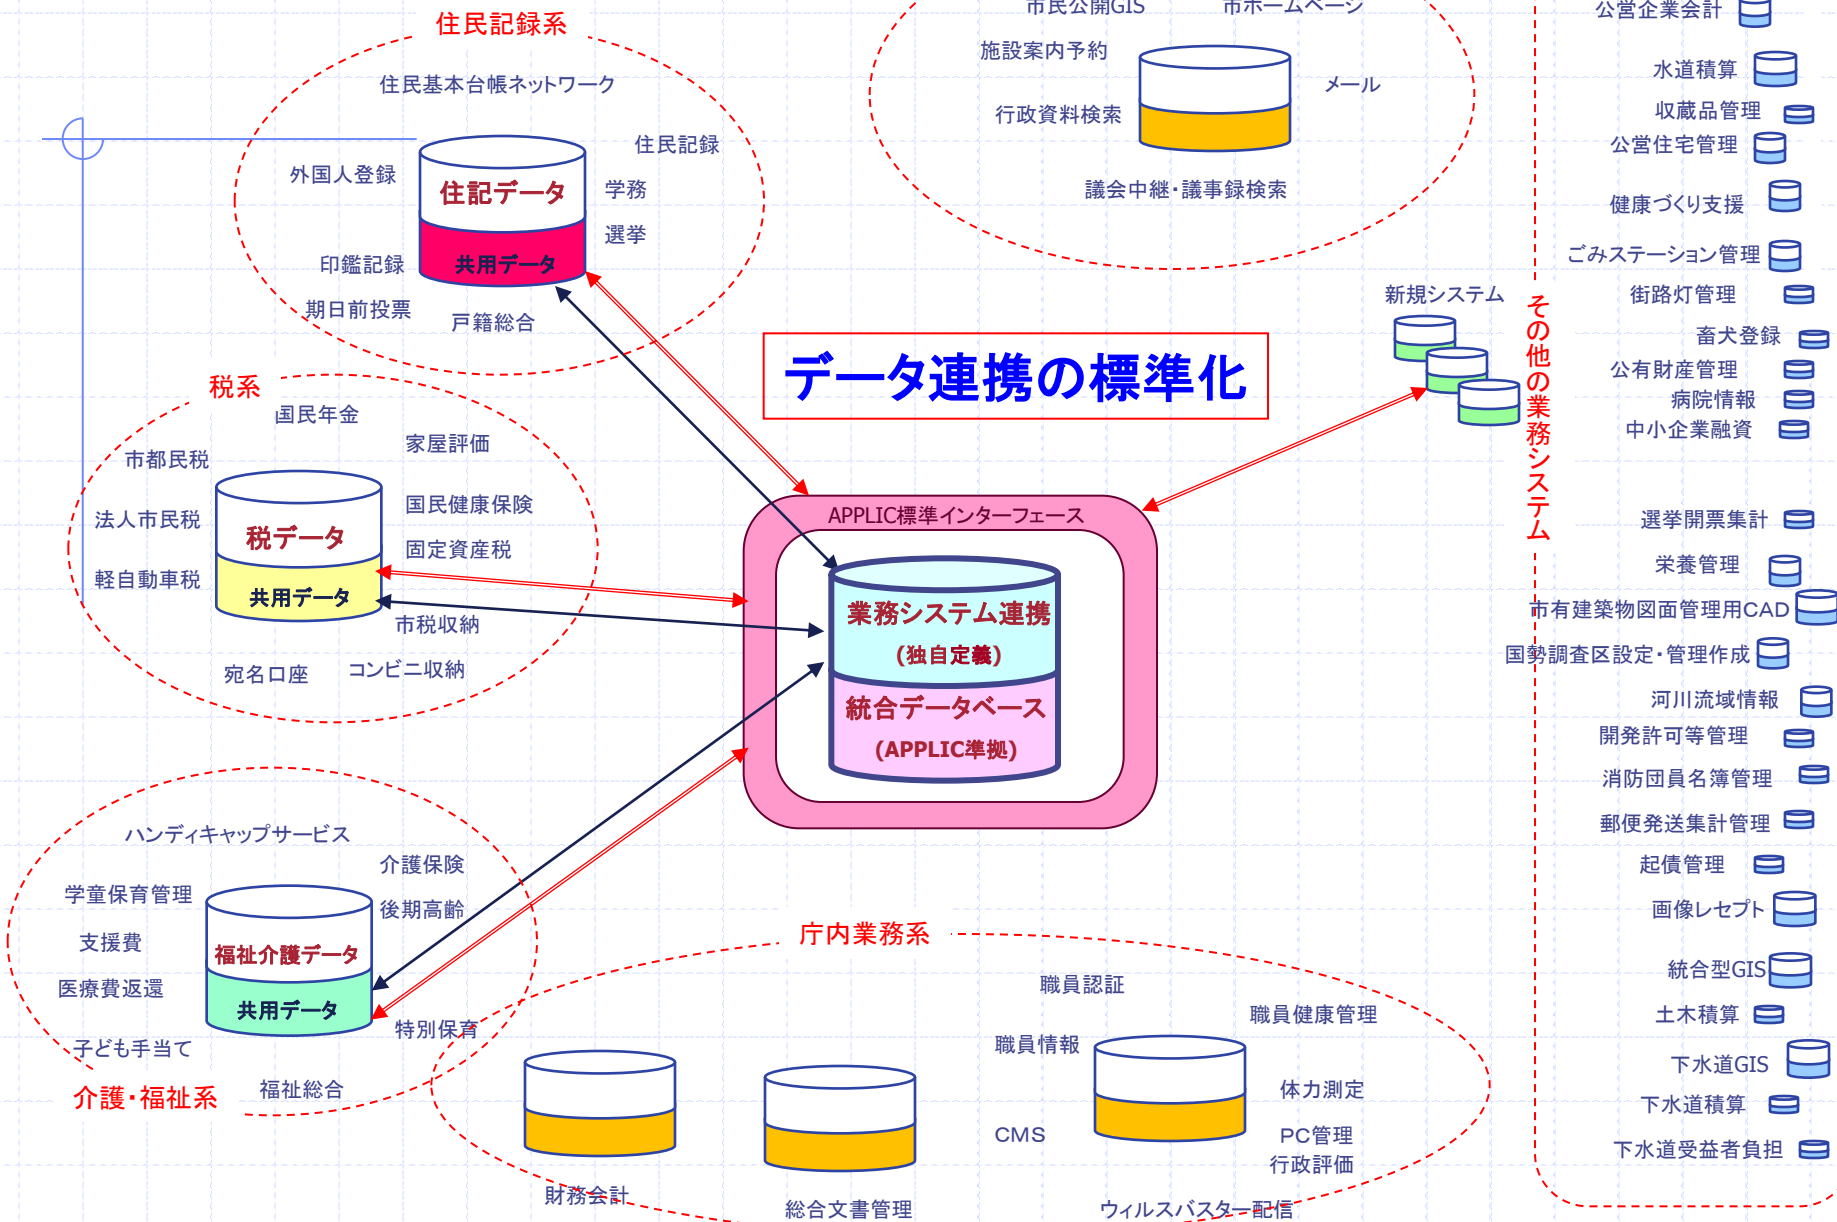 住民記録系
住民基本台帳ネットワーク
外国人登録
住民記録
住記データ
学務
選挙
共用データ
印鑑記録
期日前投票
戸籍総合
市民公開GIS
市ホームページ
施設案内予約
メール
行政資料検索
議会中継・議事録検索
データ連携の標準化
新規システム
税系
国民年金
家屋評価
市都民税
国民健康保険
法人市民税
税データ
固定資産税
軽自動車税
共用データ
市税収納
宛名口座
コンビニ収納
APPLIC標準インターフェース
業務システム連携
(独自定義)
統合データベース
(APPLIC準拠)
ハンディキャップサービス
介護保険
学童保育管理
後期高齢
支援費
福祉介護データ
医療費返還
共用データ
特別保育
子ども手当て
福祉総合
介護・福祉系
庁内業務系
職員認証
職員健康管理
職員情報
体力測定
CMS
PC管理
行政評価
財務会計
総合文書管理
ウィルスバスター配信
その他の業務システム
公営企業会計
水道積算
収蔵品管理
公営住宅管理
健康づくり支援
ごみステーション管理
街路灯管理
畜犬登録
公有財産管理
病院情報
中小企業融資
選挙開票集計
栄養管理
市有建築物図面管理用CAD
国勢調査区設定・管理作成
河川流域情報
開発許可等管理
消防団員名簿管理
郵便発送集計管理
起債管理
画像レセプト
統合型GIS
土木積算
下水道GIS
下水道積算
下水道受益者負担